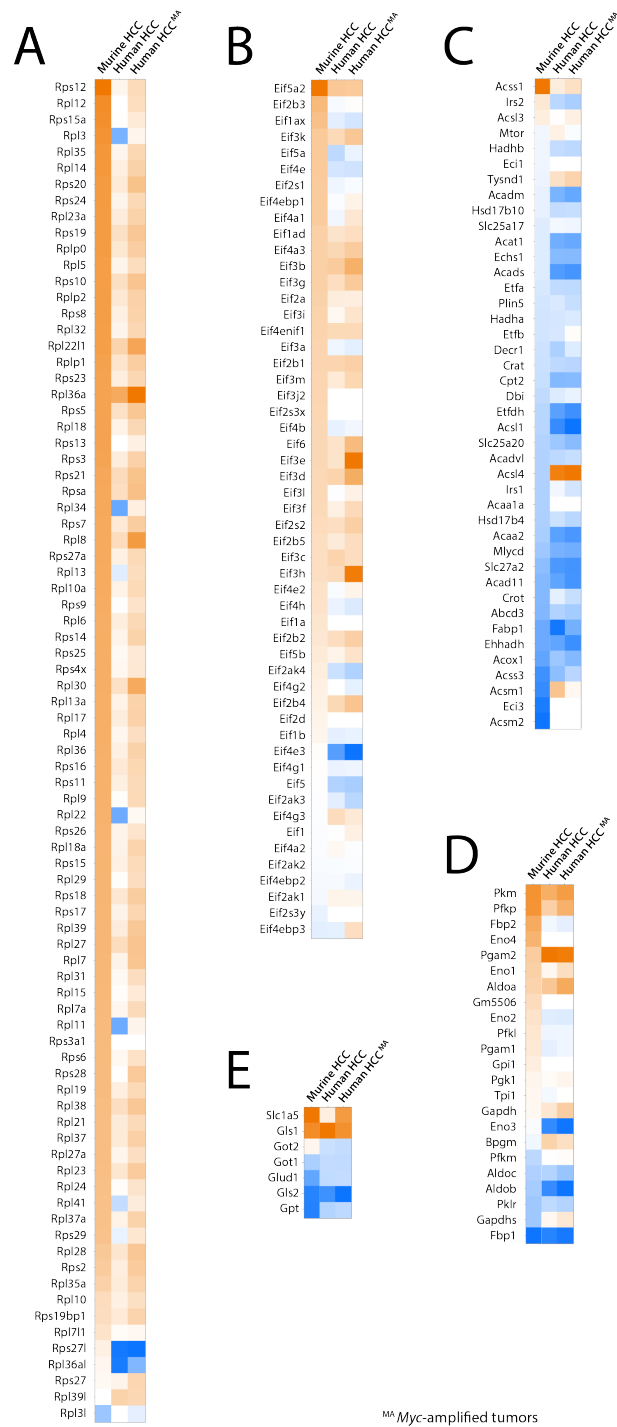 A
Murine HCC
Human HCC
Human HCC^MA
Rps12
Rpl12
Rps15a
Rpl3
Rpl35
Rpl14
Rps20
Rps24
Rpl23a
Rps19
Rplp0
Rpl5
Rps10
Rplp2
Rps8
Rpl32
Rpl22l1
Rplp1
Rps23
Rpl36a
Rps5
Rpl18
Rps13
Rps3
Rps21
Rpsa
Rpl34
Rps7
Rpl8
Rps27a
Rpl13
Rpl10a
Rps9
Rpl6
Rps14
Rps25
Rps4x
Rpl30
Rpl13a
Rpl17
Rpl4
Rpl36
Rps16
Rps11
Rpl9
Rpl22
Rps26
Rpl18a
Rps15
Rpl29
Rps18
Rps17
Rpl39
Rpl27
Rpl7
Rpl31
Rpl15
Rpl7a
Rpl11
Rps3a1
Rps6
Rps28
Rpl19
Rpl38
Rpl21
Rpl37
Rpl27a
Rpl23
Rpl24
Rpl41
Rpl37a
Rps29
Rpl28
Rps2
Rpl35a
Rpl10
Rps19bp1
Rpl7l1
Rps27l
Rpl36al
Rps27
Rpl39l
Rpl3l
B
Murine HCC
Human HCC
Human HCC^MA
Eif5a2
Eif2b3
Eif1ax
Eif3k
Eif5a
Eif4e
Eif2s1
Eif4ebp1
Eif4a1
Eif1ad
Eif4a3
Eif3b
Eif3g
Eif2a
Eif3i
Eif4enif1
Eif3a
Eif2b1
Eif3m
Eif3j2
Eif2s3x
Eif4b
Eif6
Eif3e
Eif3d
Eif3l
Eif3f
Eif2s2
Eif2b5
Eif3c
Eif3h
Eif4e2
Eif4h
Eif1a
Eif2b2
Eif5b
Eif2ak4
Eif4g2
Eif2b4
Eif2d
Eif1b
Eif4e3
Eif4g1
Eif5
Eif2ak3
Eif4g3
Eif1
Eif4a2
Eif2ak2
Eif4ebp2
Eif2ak1
Eif2s3y
Eif4ebp3
C
Murine HCC
Human HCC
Human HCC^MA
Acss1
Irs2
Acsl3
Mtor
Hadhb
Eci1
Tysnd1
Acadm
Hsd17b10
Slc25a17
Acat1
Echs1
Acads
Etfa
Plin5
Hadha
Etfb
Decr1
Crat
Cpt2
Dbi
Etfdh
Acsl1
Slc25a20
Acadvl
Acsl4
Irs1
Acaa1a
Hsd17b4
Acaa2
Mlycd
Slc27a2
Acad11
Crot
Abcd3
Fabp1
Ehhadh
Acox1
Acss3
Acsm1
Eci3
Acsm2
D
Murine HCC
Human HCC
Human HCC^MA
Pkm
Pfkp
Fbp2
Eno4
Pgam2
Eno1
Aldoa
Gm5506
Eno2
Pfkl
Pgam1
Gpi1
Pgk1
Tpi1
Gapdh
Eno3
Bpgm
Pfkm
Aldoc
Aldob
Pklr
Gapdhs
Fbp1
E
Murine HCC
Human HCC
Human HCC^MA
Slc1a5
Gls1
Got2
Got1
Glud1
Gls2
Gpt
^MA Myc-amplified tumors